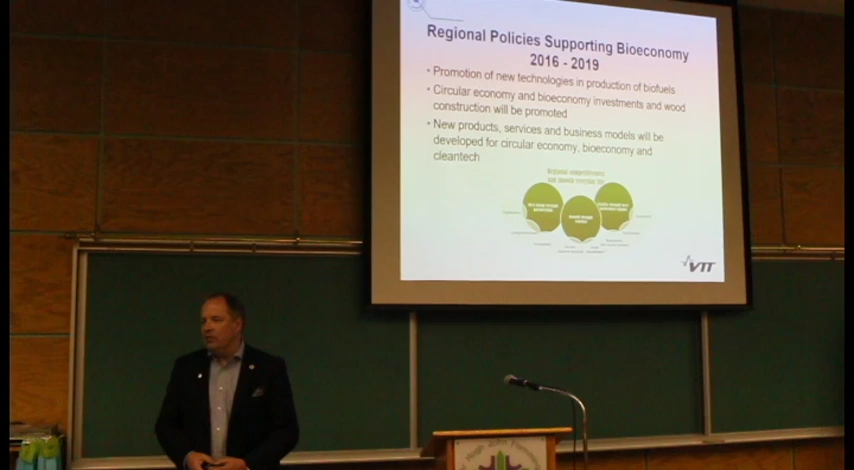 Regional Policies Supporting Bioeconomy
2016 - 2019
• Promotion of new technologies in production of biofuels
• Circular economy and bioeconomy investments and wood
construction will be promoted
• New products, services and business models will be
developed for circular economy, bioeconomy and
cleantech
VTT